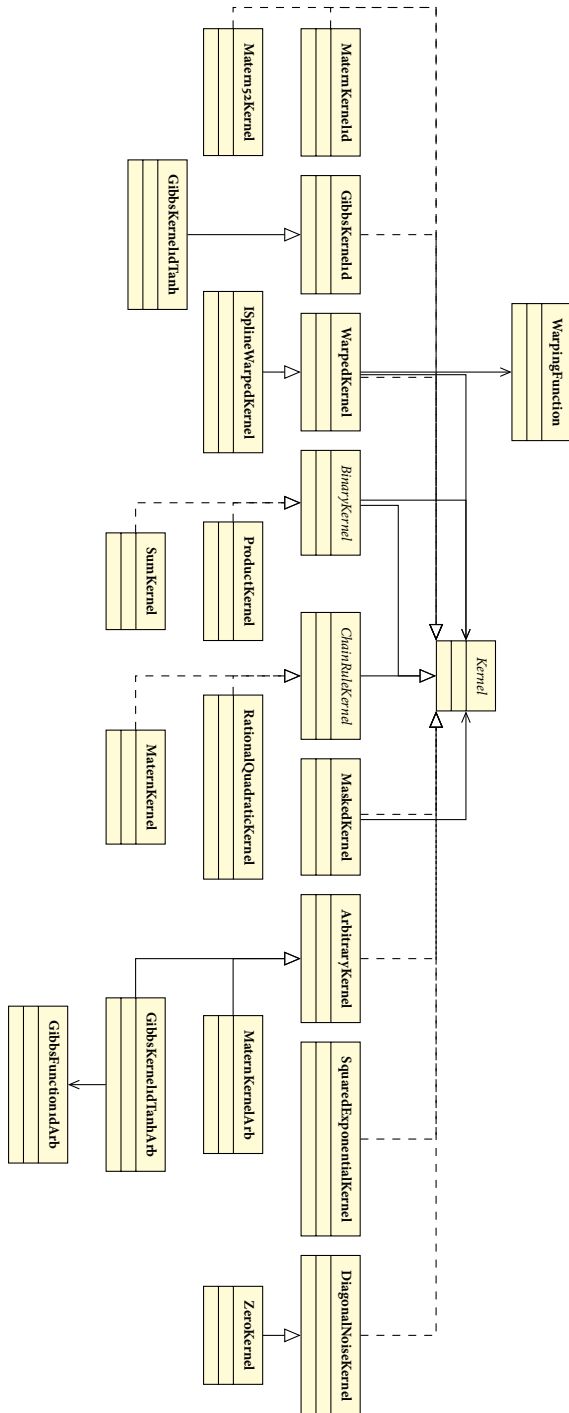 WarpingFunction
Kernel
Matern52Kernel
MaternKernel1d
GibbsKernel1d
WarpedKernel
BinaryKernel
ChainRuleKernel
MaskedKernel
ArbitraryKernel
SquaredExponentialKernel
DiagonalNoiseKernel
GibbsKernel1dTanh
ISplineWarpedKernel
ProductKernel
SumKernel
RationalQuadraticKernel
MaternKernel
MaternKernelArb
GibbsKernel1dTanhArb
ZeroKernel
GibbsFunction1dArb